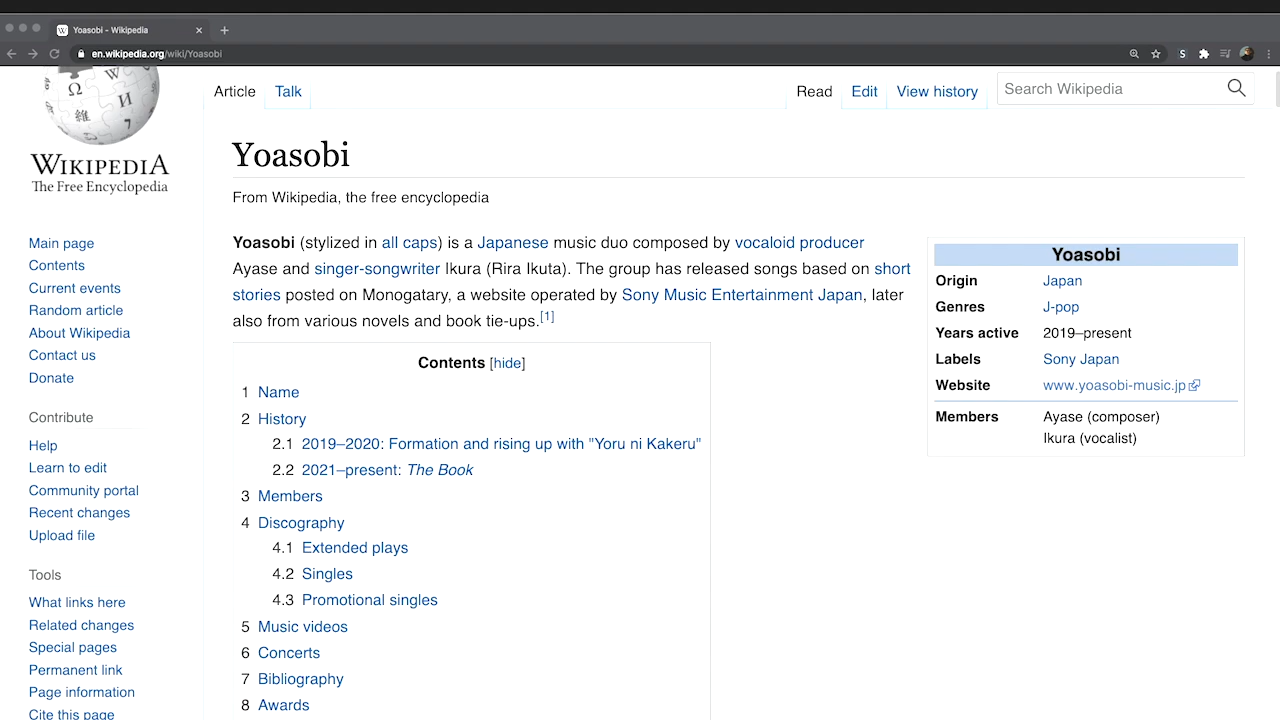 Yoasobi - Wikipedia
en.wikipedia.org/wiki/Yoasobi
WIKIPEDIA
The Free Encyclopedia
Main page
Contents
Current events
Random article
About Wikipedia
Contact us
Donate
Contribute
Help
Learn to edit
Community portal
Recent changes
Upload file
Tools
What links here
Related changes
Special pages
Permanent link
Page information
Cite this page
Article Talk
Read Edit View history
Search Wikipedia
Yoasobi
From Wikipedia, the free encyclopedia
Yoasobi (stylized in all caps) is a Japanese music duo composed by vocaloid producer
Ayase and singer-songwriter Ikura (Rira Ikuta). The group has released songs based on short
stories posted on Monogatary, a website operated by Sony Music Entertainment Japan, later
also from various novels and book tie-ups.[1]
Contents [hide]
1 Name
2 History
2.1 2019–2020: Formation and rising up with "Yoru ni Kakeru"
2.2 2021–present: The Book
3 Members
4 Discography
4.1 Extended plays
4.2 Singles
4.3 Promotional singles
5 Music videos
6 Concerts
7 Bibliography
8 Awards
Yoasobi
Origin Japan
Genres J-pop
Years active 2019–present
Labels Sony Japan
Website www.yoasobi-music.jp
Members Ayase (composer)
Ikura (vocalist)